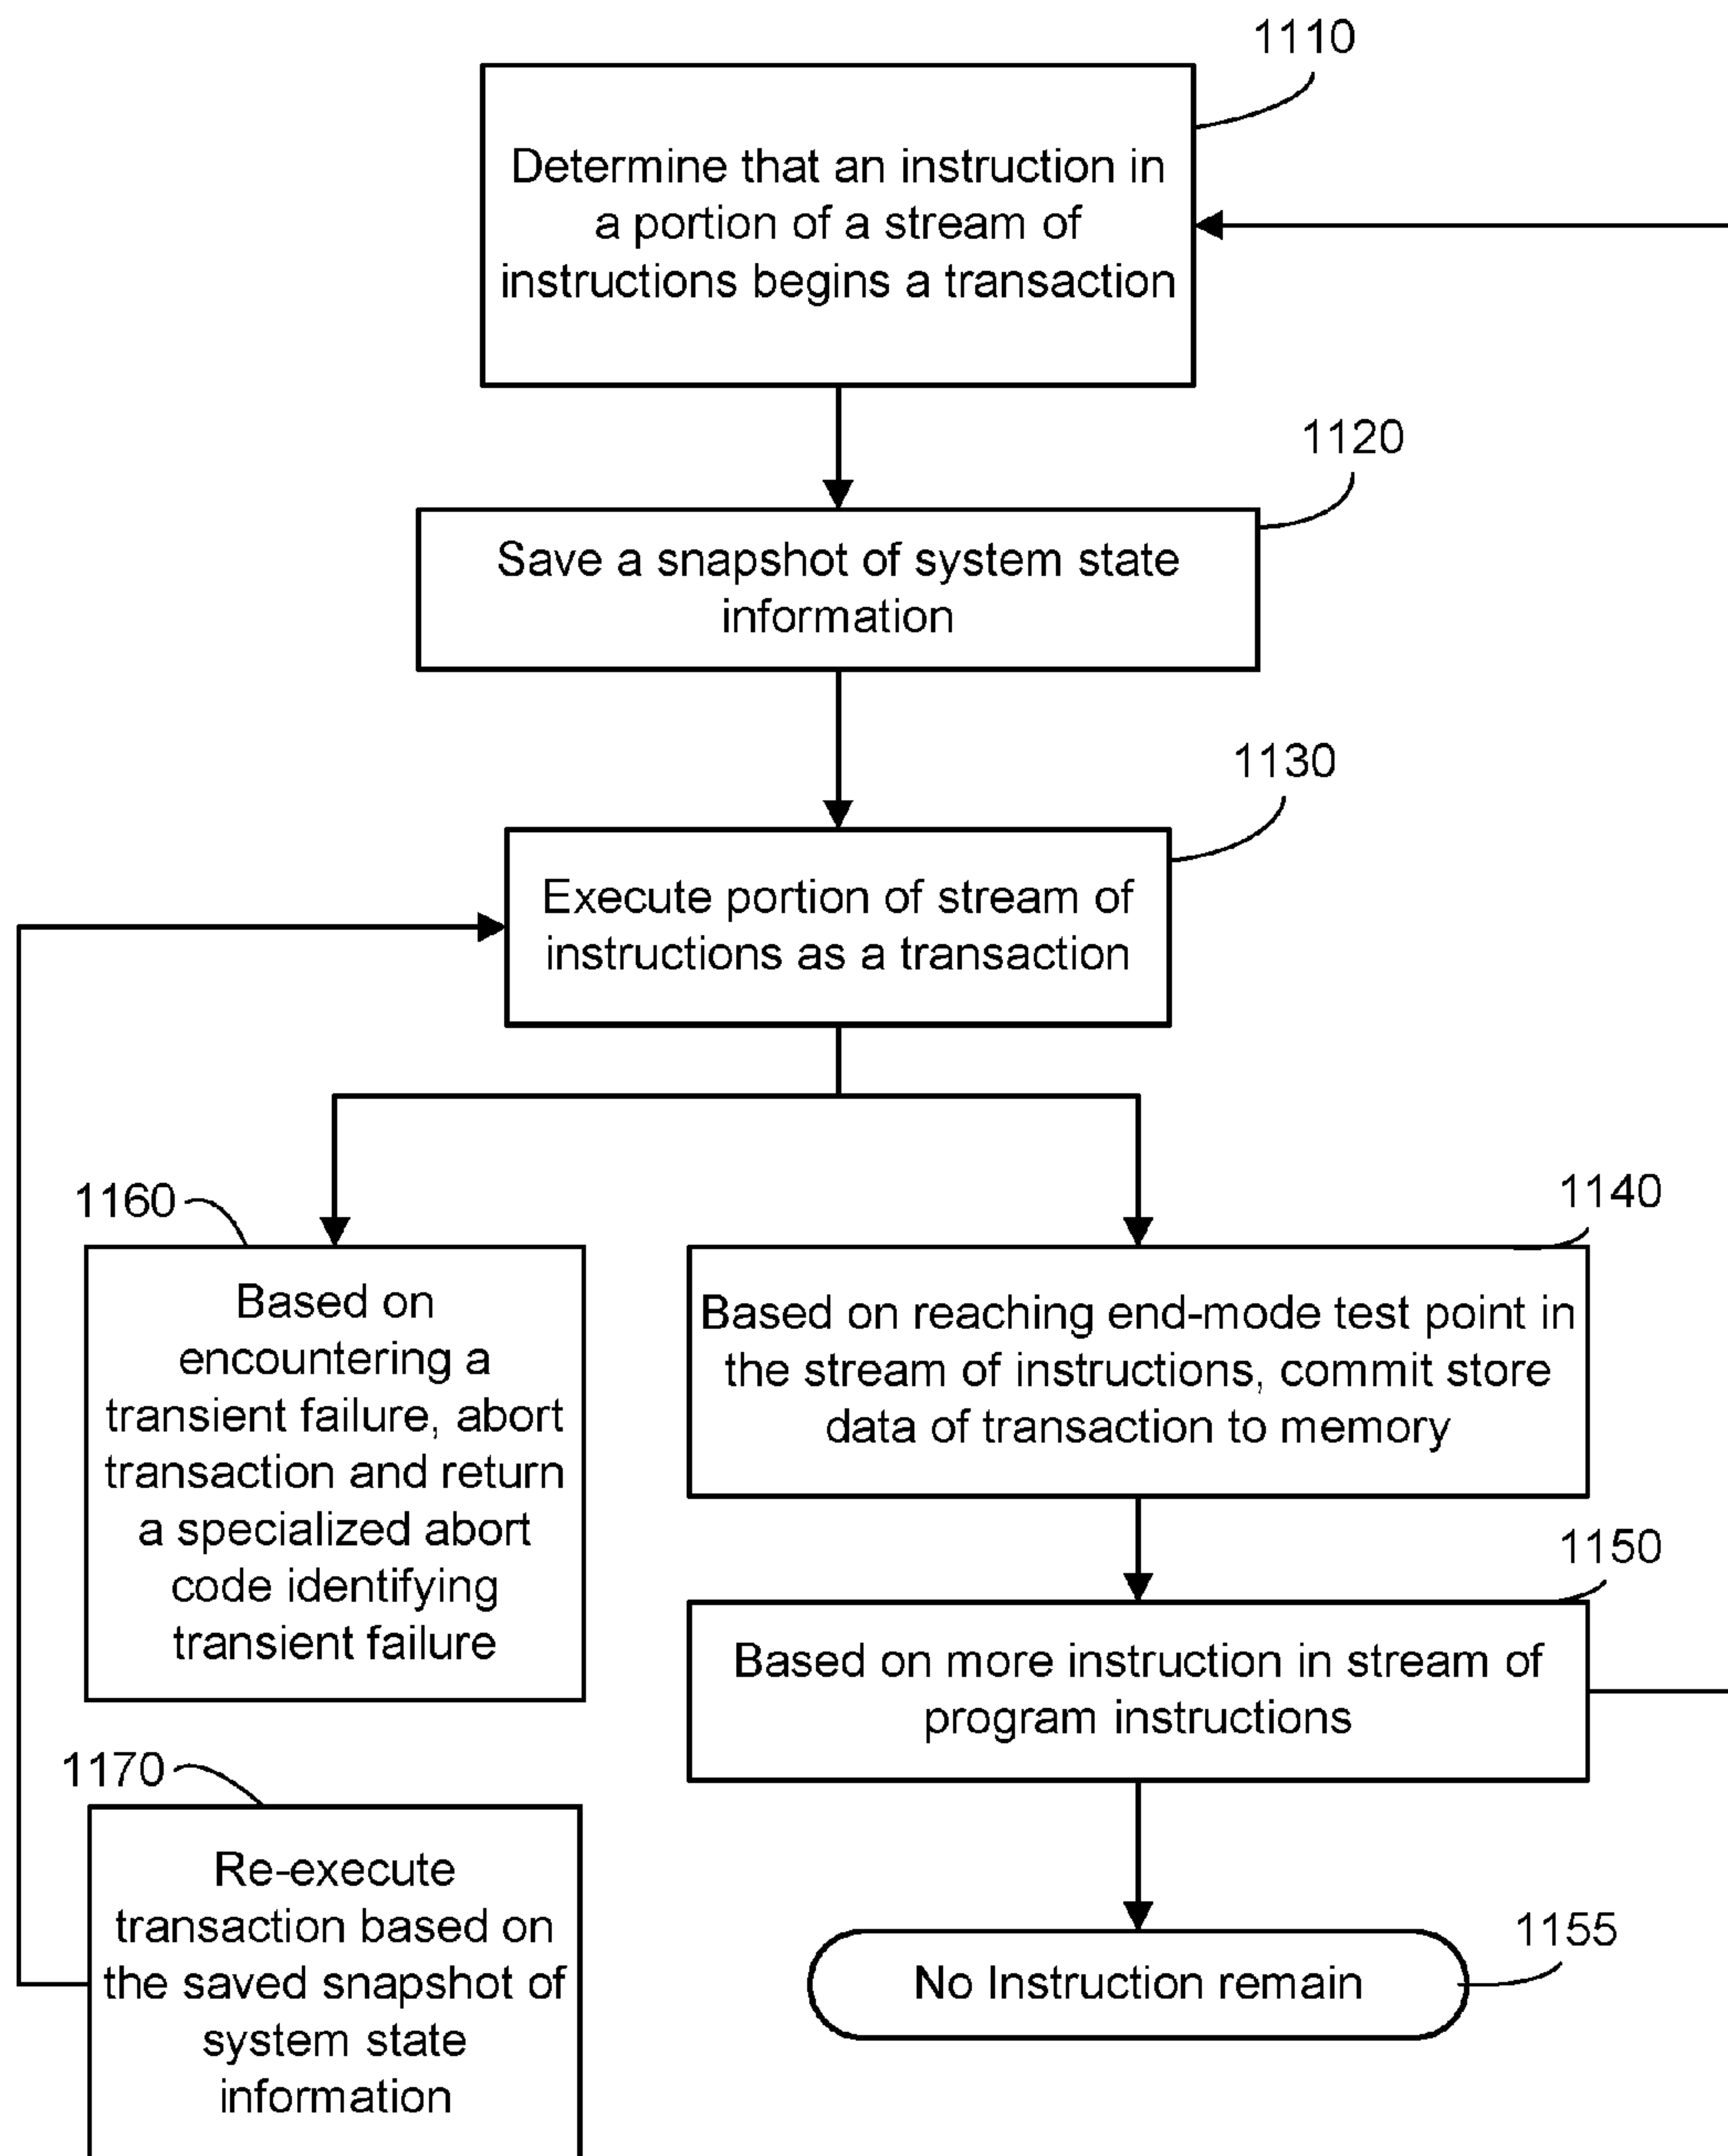 1110
Determine that an instruction in
a portion of a stream of
instructions begins a transaction
1120
Save a snapshot of system state
information
1130
Execute portion of stream of
instructions as a transaction
1160
Based on
encountering a
transient failure, abort
transaction and return
a specialized abort
code identifying
transient failure
1140
Based on reaching end-mode test point in
the stream of instructions, commit store
data of transaction to memory
1150
Based on more instruction in stream of
program instructions
1170
Re-execute
transaction based on
the saved snapshot of
system state
information
1155
No Instruction remain